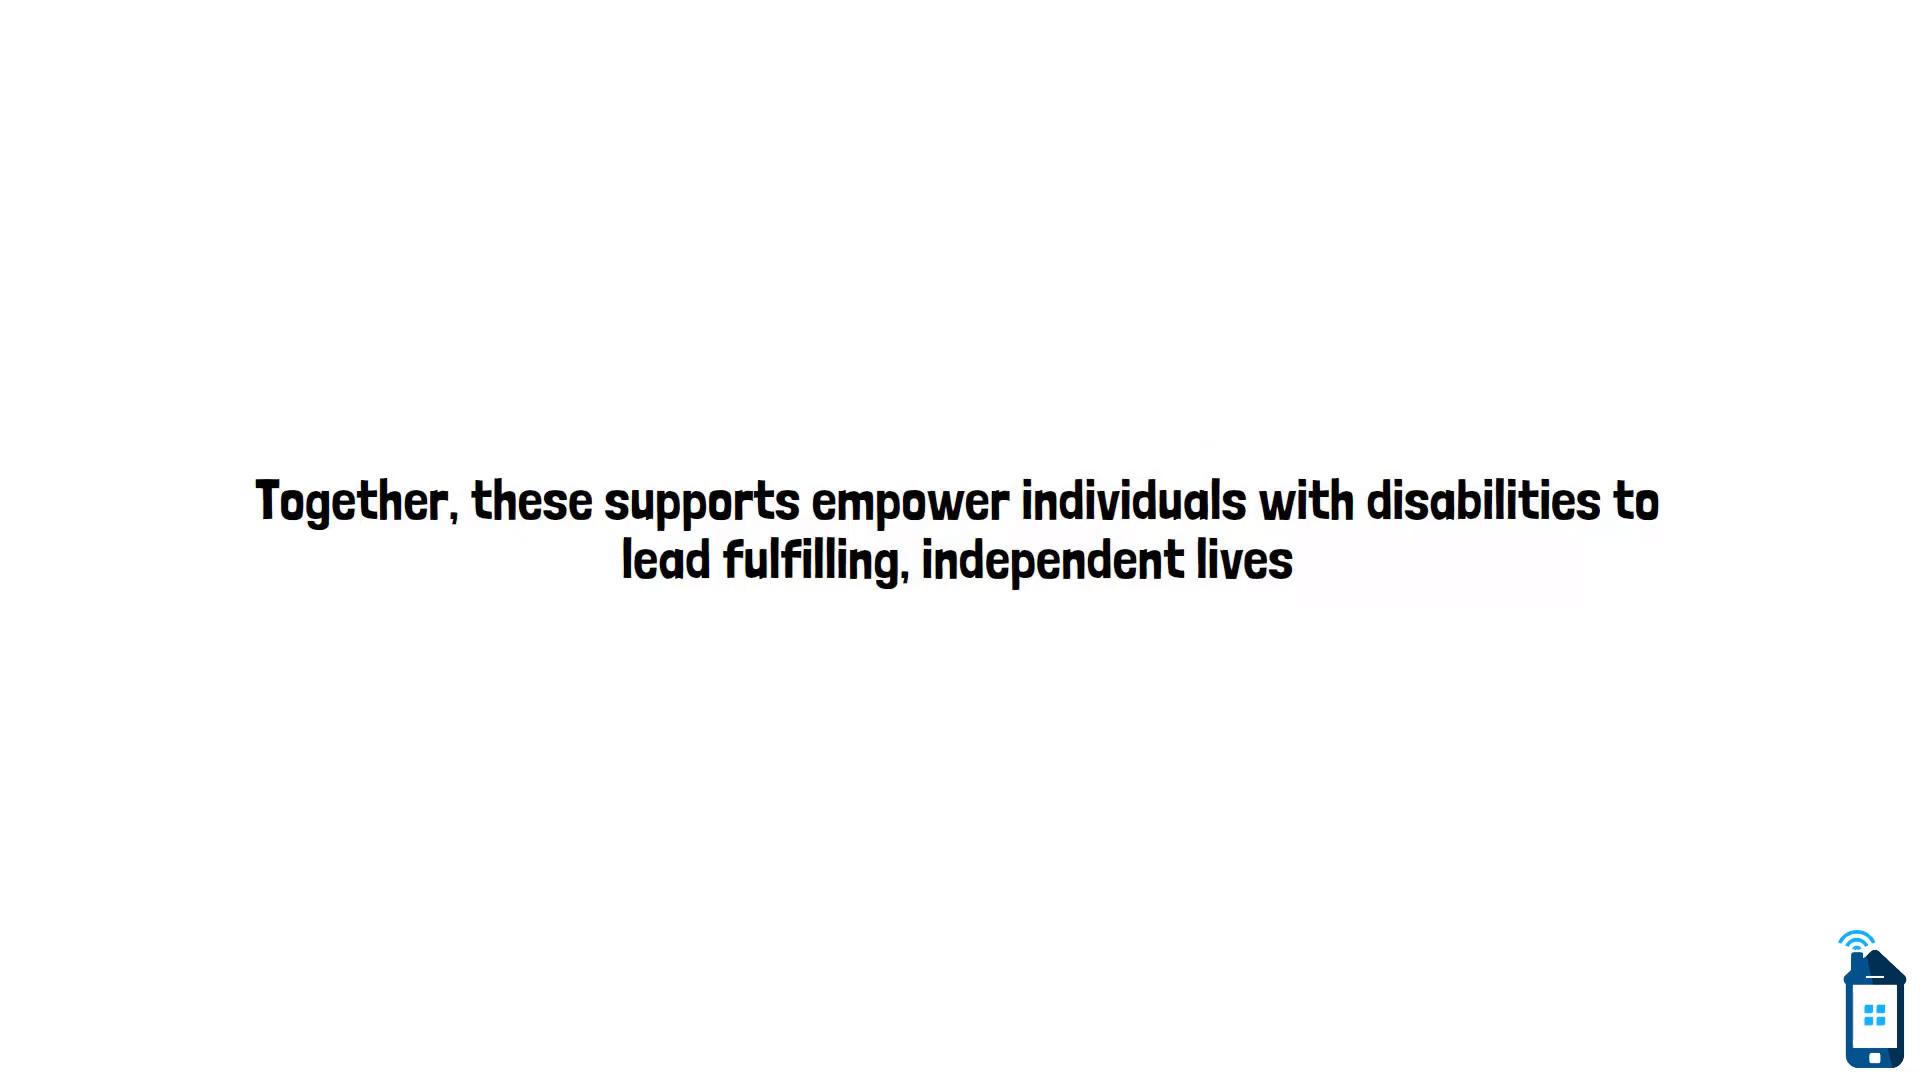 Together, these supports empower individuals with disabilities to
lead fulfilling, independent lives